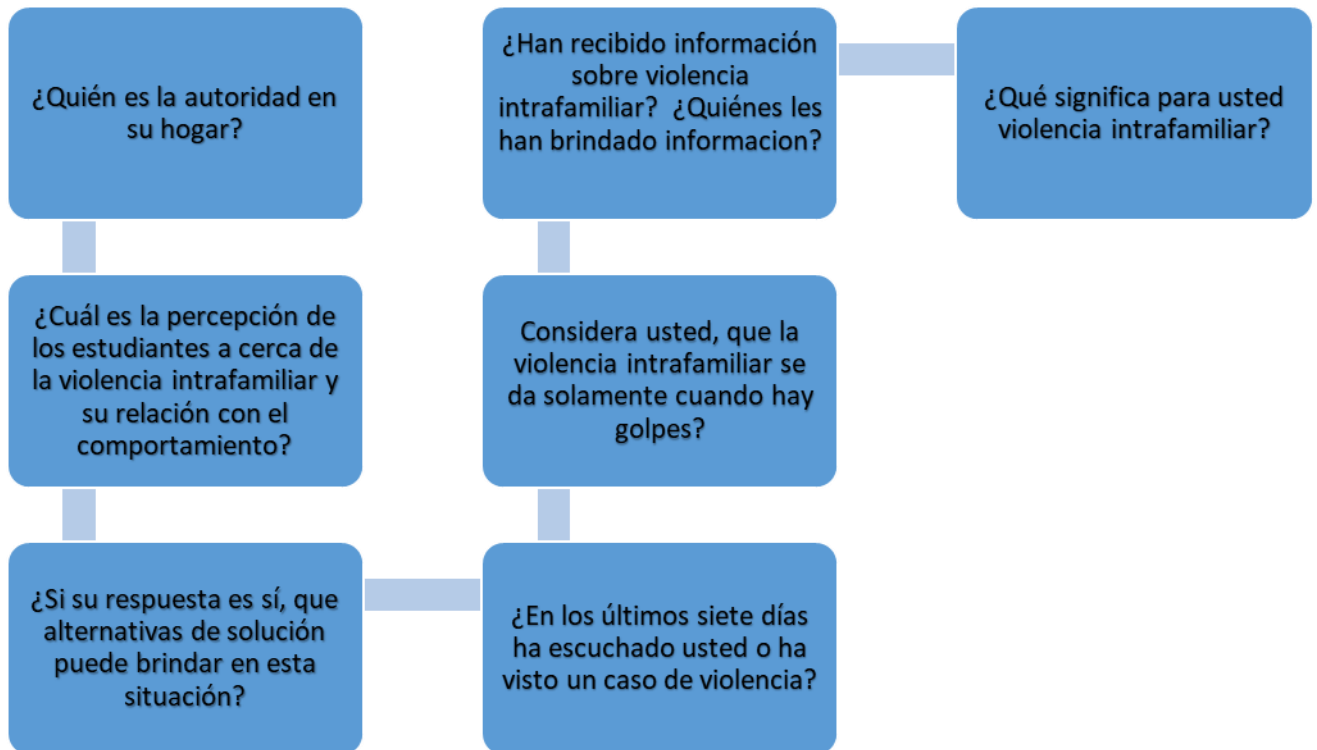 ¿Quién es la autoridad en
su hogar?
¿Cuál es la percepción de
los estudiantes a cerca de
la violencia intrafamiliar y
su relación con el
comportamiento?
¿Si su respuesta es sí, que
alternativas de solución
puede brindar en esta
situación?
¿En los últimos siete días
ha escuchado usted o ha
visto un caso de violencia?
Considera usted, que la
violencia intrafamiliar se
da solamente cuando hay
golpes?
¿Han recibido información
sobre violencia
intrafamiliar? ¿Quiénes les
han brindado informacion?
¿Qué significa para usted
violencia intrafamiliar?